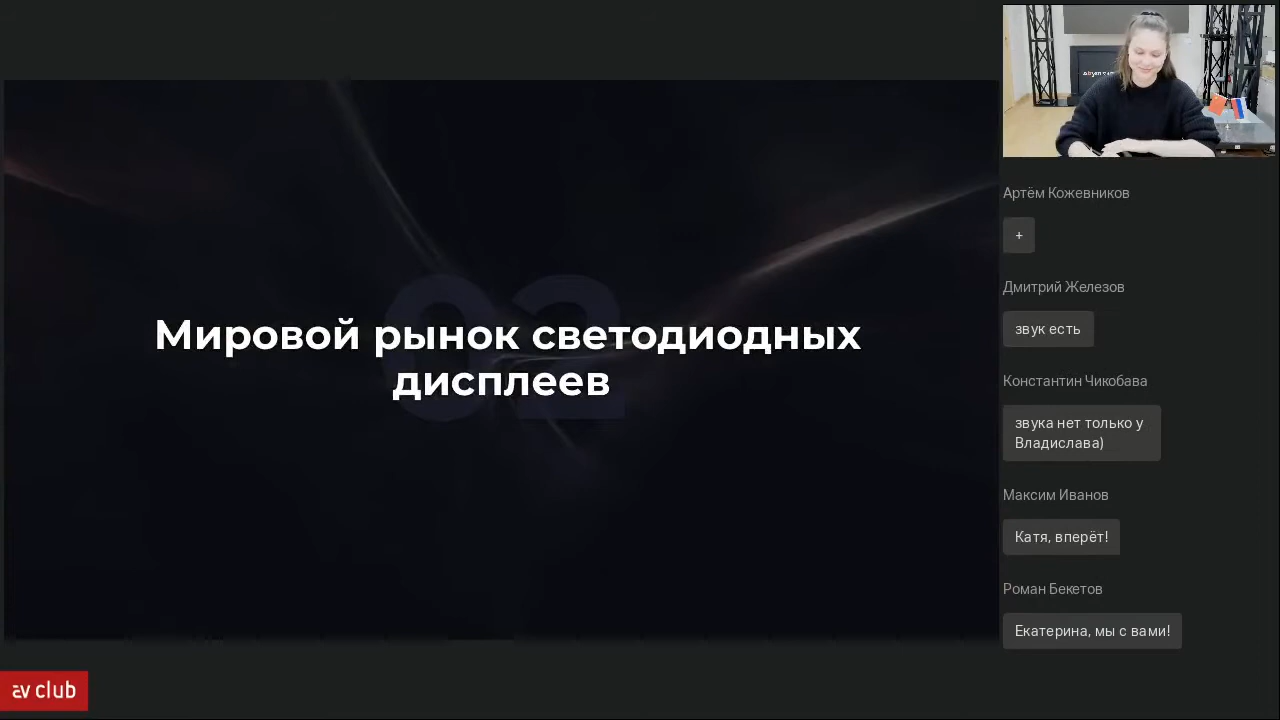 02
Мировой рынок светодиодных
дисплеев
Артём Кожевников
+
Дмитрий Железов
звук есть
Константин Чикобава
звука нет только у
Владислава)
Максим Иванов
Катя, вперёт!
Роман Бекетов
Екатерина, мы с вами!
av club